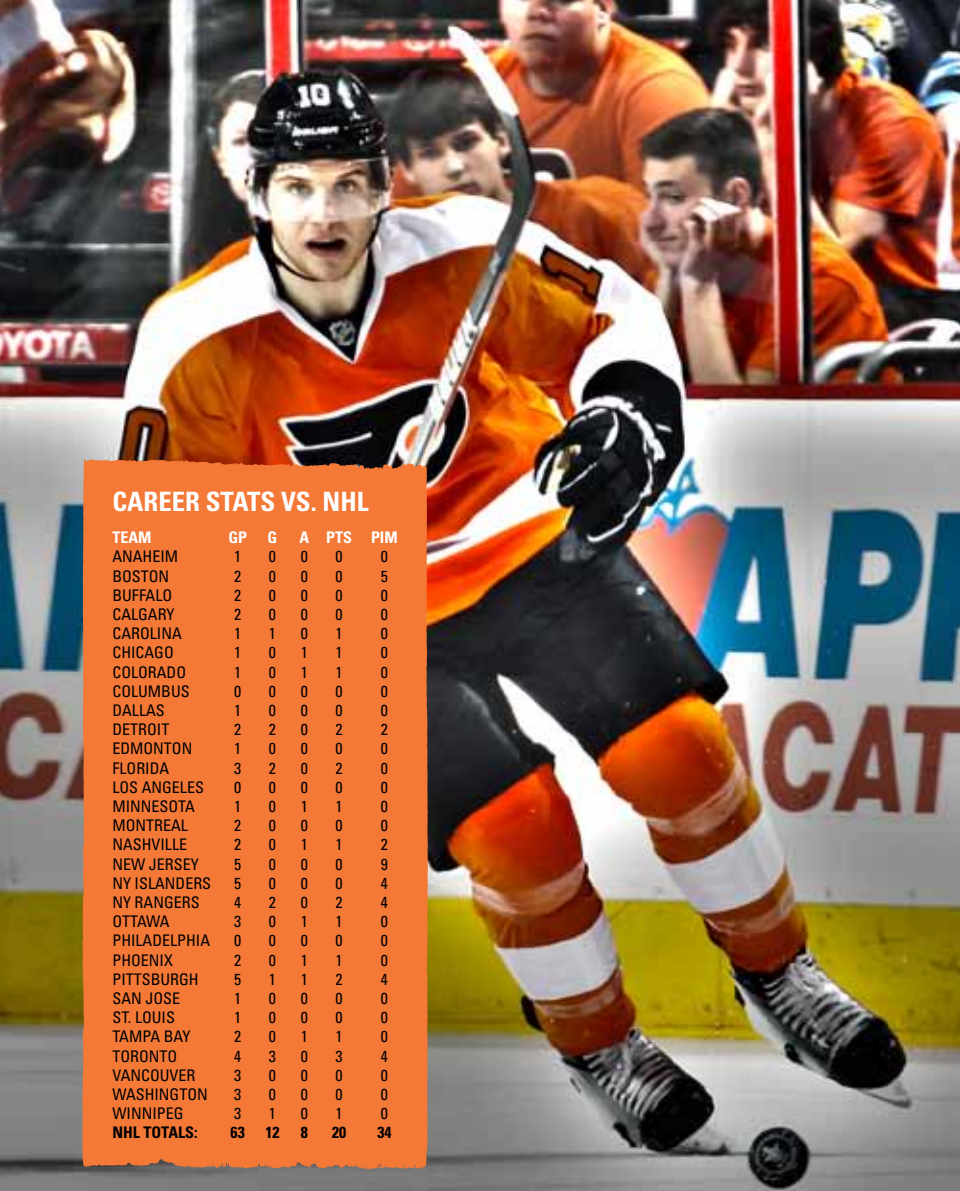 10
BAUER
1
YOTA
0
AP
CAT
CAREER STATS VS. NHL
TEAM GP G A PTS PIM
ANAHEIM 1 0 0 0 0
BOSTON 2 0 0 0 5
BUFFALO 2 0 0 0 0
CALGARY 2 0 0 0 0
CAROLINA 1 1 0 1 0
CHICAGO 1 0 1 1 0
COLORADO 1 0 1 1 0
COLUMBUS 0 0 0 0 0
DALLAS 1 0 0 0 0
DETROIT 2 2 0 2 2
EDMONTON 1 0 0 0 0
FLORIDA 3 2 0 2 0
LOS ANGELES 0 0 0 0 0
MINNESOTA 1 0 1 1 0
MONTREAL 2 0 0 0 0
NASHVILLE 2 0 1 1 2
NEW JERSEY 5 0 0 0 9
NY ISLANDERS 5 0 0 0 4
NY RANGERS 4 2 0 2 4
OTTAWA 3 0 1 1 0
PHILADELPHIA 0 0 0 0 0
PHOENIX 2 0 1 1 0
PITTSBURGH 5 1 1 2 4
SAN JOSE 1 0 0 0 0
ST. LOUIS 1 0 0 0 0
TAMPA BAY 2 0 1 1 0
TORONTO 4 3 0 3 4
VANCOUVER 3 0 0 0 0
WASHINGTON 3 0 0 0 0
WINNIPEG 3 1 0 1 0
NHL TOTALS: 63 12 8 20 34